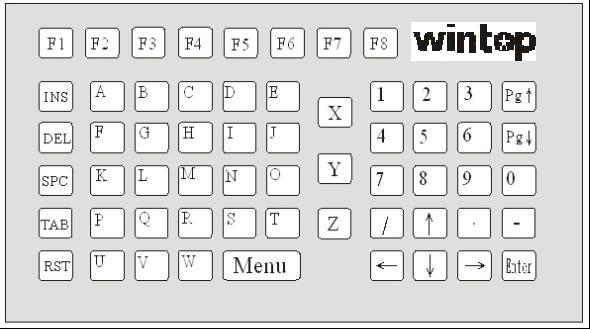 F1 F2 F3 F4 F5 F6 F7 F8 wintop
INS A B C D E X 1 2 3 Pg↑
DEL F G H I J 4 5 6 Pg↓
SPC K L M N O Y 7 8 9 0
TAB P Q R S T Z / ↑ . -
RST U V W Menu ← ↓ → Enter